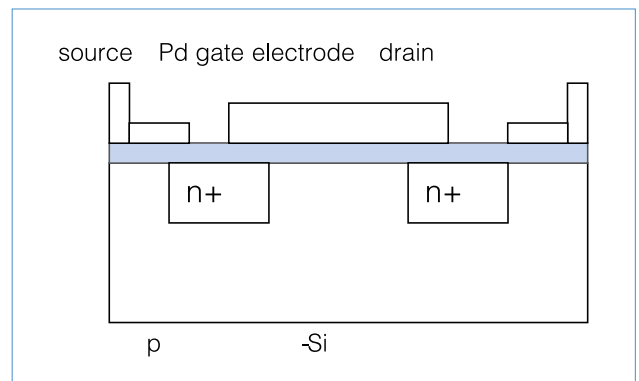 source Pd gate electrode drain
n+ n+
p -Si